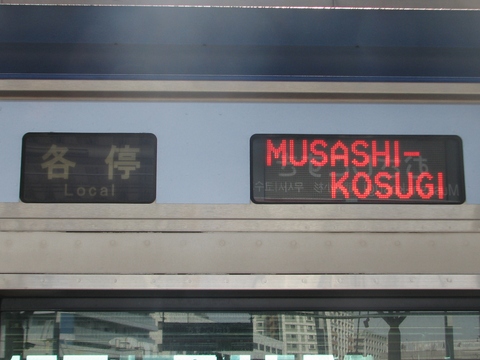 各停
Local
MUSASHI-
KOSUGI